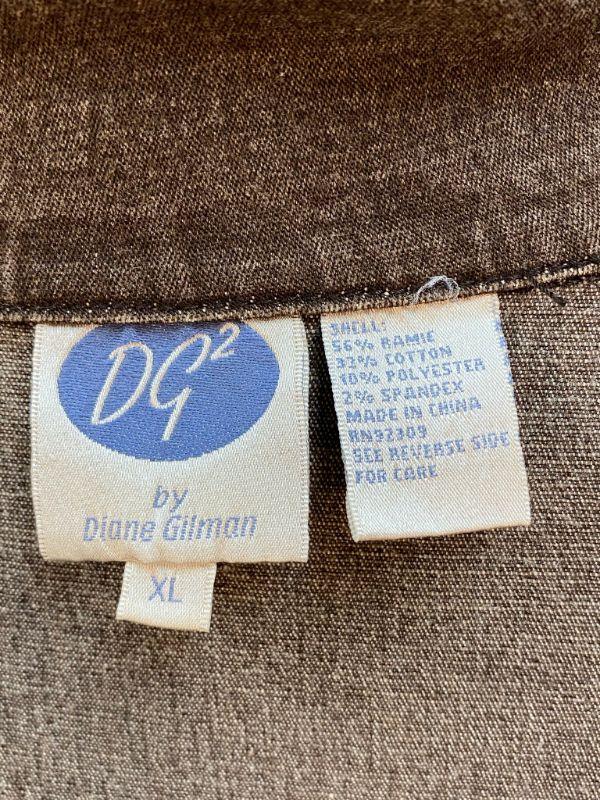 DG²
by
Diane Gilman
XL
SHELL:
56% RAMIE
32% COTTON
10% POLYESTER
2% SPANDEX
MADE IN CHINA
RN92309
SEE REVERSE SIDE
FOR CARE